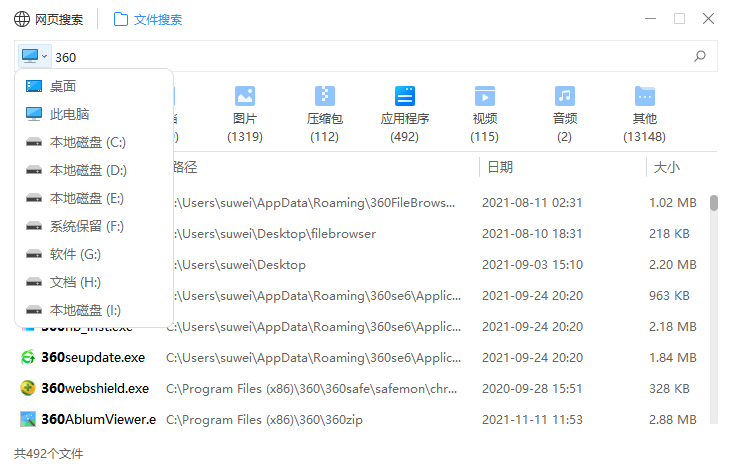 网页搜索 文件搜索
360
桌面
此电脑
本地磁盘 (C:)
本地磁盘 (D:)
本地磁盘 (E:)
系统保留 (F:)
软件 (G:)
文档 (H:)
本地磁盘 (I:)
图片 压缩包 应用程序 视频 音频 其他
(1319) (112) (492) (115) (2) (13148)
路径 日期 大小
:\Users\suwei\AppData\Roaming\360FileBrows... 2021-08-11 02:31 1.02 MB
:\Users\suwei\Desktop\filebrowser 2021-08-10 18:31 218 KB
:\Users\suwei\Desktop 2021-09-03 15:10 2.20 MB
:\Users\suwei\AppData\Roaming\360se6\Applic... 2021-09-24 20:20 963 KB
C:\Users\suwei\AppData\Roaming\360se6\Applic... 2021-09-24 20:20 2.18 MB
360seupdate.exe C:\Users\suwei\AppData\Roaming\360se6\Applic... 2021-09-24 20:20 1.84 MB
360webshield.exe C:\Program Files (x86)\360\360safe\safemon\chr... 2020-09-28 15:51 328 KB
360AblumViewer.e C:\Program Files (x86)\360\360zip 2021-11-11 11:53 2.88 MB
共492个文件